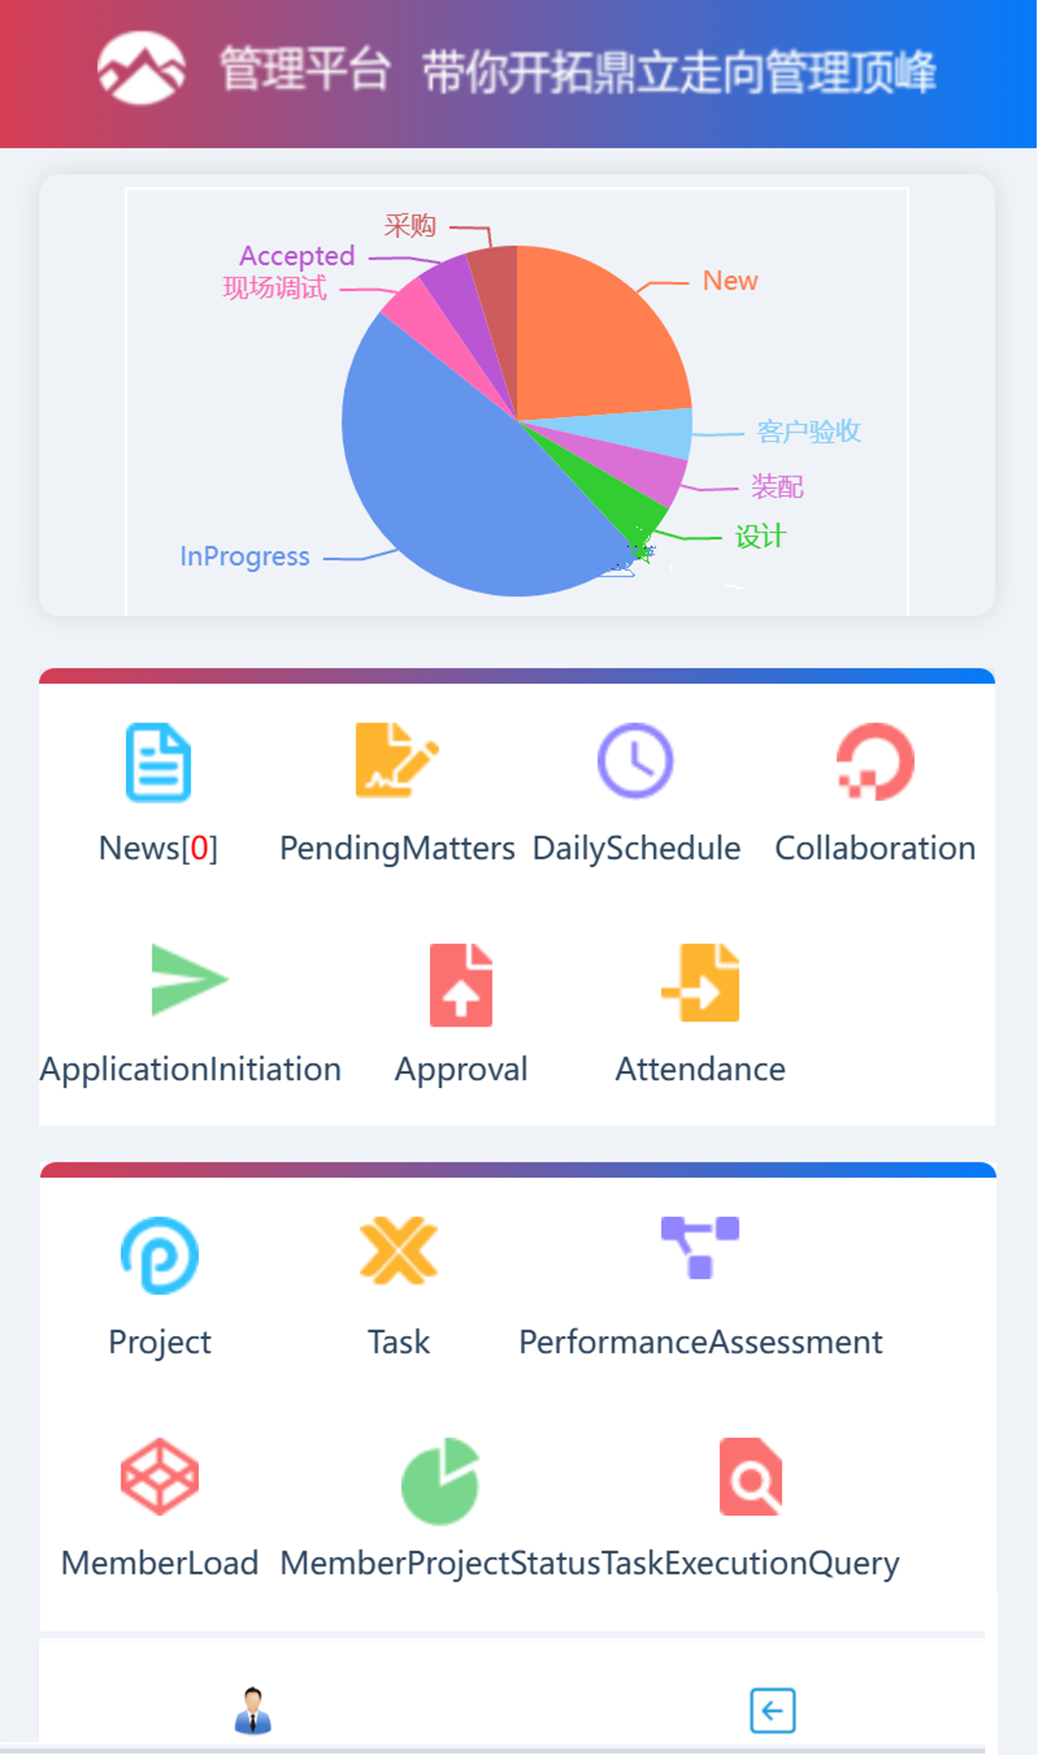 管理平台 带你开拓鼎立走向管理顶峰
采购
Accepted
New
现场调试
客户验收
装配
设计
InProgress
News[0] PendingMatters DailySchedule Collaboration
ApplicationInitiation Approval Attendance
Project Task PerformanceAssessment
MemberLoad MemberProjectStatus TaskExecutionQuery